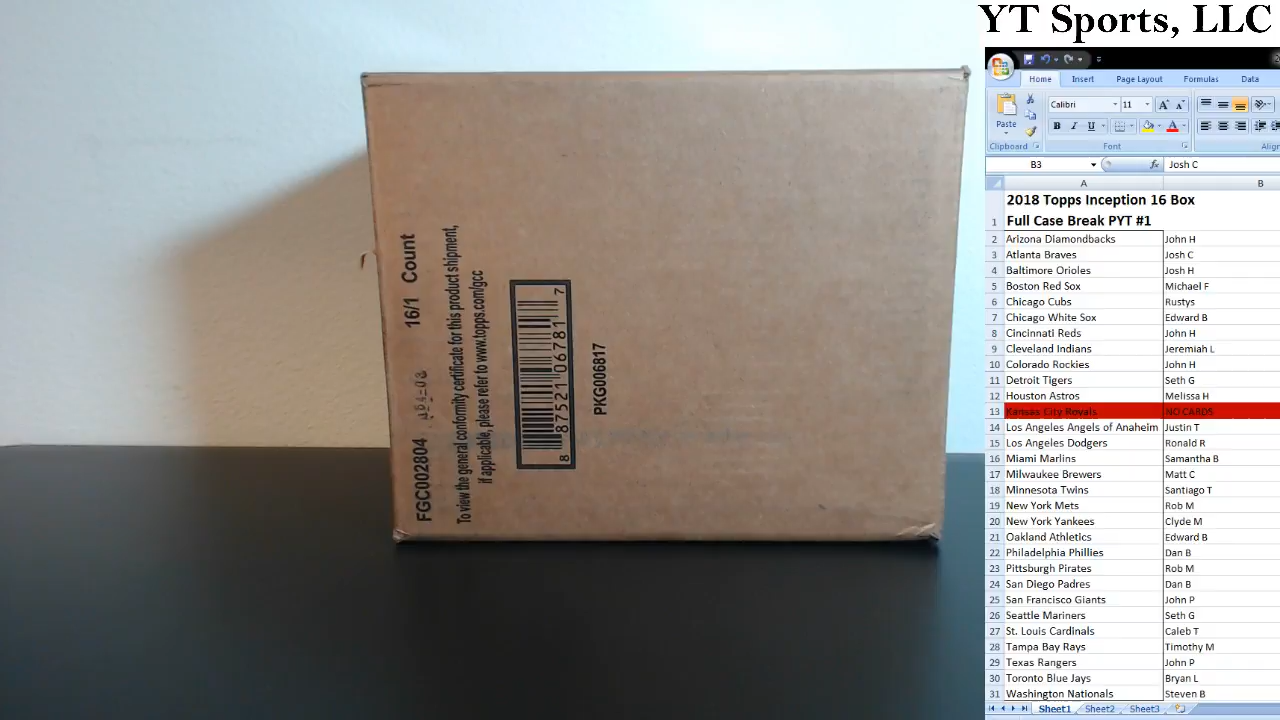 YT Sports, LLC
Home Insert Page Layout Formulas Data
Paste
Calibri 11
B I U
Clipboard Font
B3 fx Josh C
A B
1 2018 Topps Inception 16 Box
Full Case Break PYT #1
2 Arizona Diamondbacks John H
3 Atlanta Braves Josh C
4 Baltimore Orioles Josh H
5 Boston Red Sox Michael F
6 Chicago Cubs Rustys
7 Chicago White Sox Edward B
8 Cincinnati Reds John H
9 Cleveland Indians Jeremiah L
10 Colorado Rockies John H
11 Detroit Tigers Seth G
12 Houston Astros Melissa H
13 Kansas City Royals NO CARDS
14 Los Angeles Angels of Anaheim Justin T
15 Los Angeles Dodgers Ronald R
16 Miami Marlins Samantha B
17 Milwaukee Brewers Matt C
18 Minnesota Twins Santiago T
19 New York Mets Rob M
20 New York Yankees Clyde M
21 Oakland Athletics Edward B
22 Philadelphia Phillies Dan B
23 Pittsburgh Pirates Rob M
24 San Diego Padres Dan B
25 San Francisco Giants John P
26 Seattle Mariners Seth G
27 St. Louis Cardinals Caleb T
28 Tampa Bay Rays Timothy M
29 Texas Rangers John P
30 Toronto Blue Jays Bryan L
31 Washington Nationals Steven B
Sheet1 Sheet2 Sheet3
FGC002804 16/1 Count
To view the general conformity certificate for this product shipment,
if applicable, please refer to www.topps.com/gcc
8 87521 06781 7
PKG006817